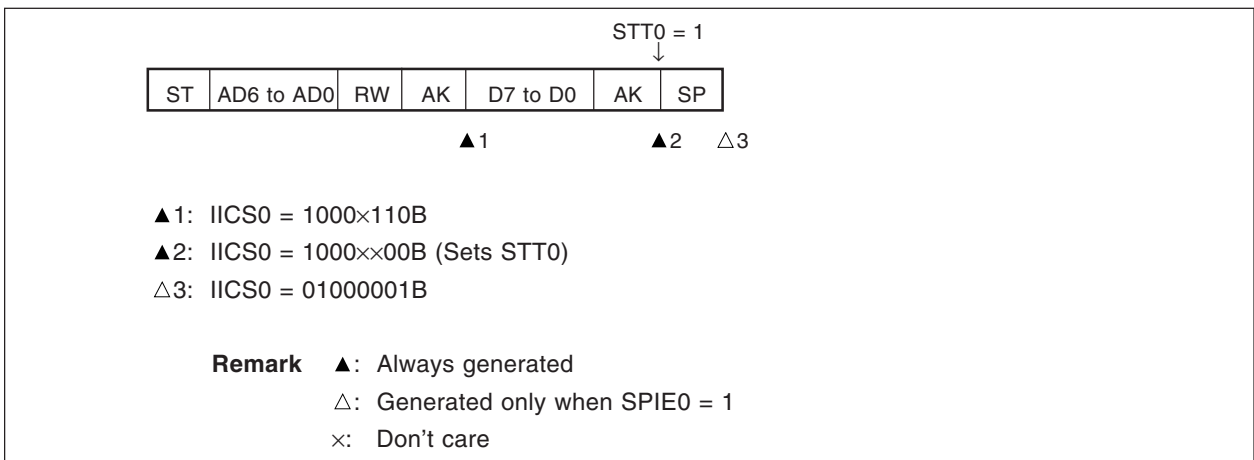 STT0 = 1
↓
ST AD6 to AD0 RW AK D7 to D0 AK SP
▲1 ▲2 △3
▲1: IICS0 = 1000×110B
▲2: IICS0 = 1000××00B (Sets STT0)
△3: IICS0 = 01000001B
Remark ▲: Always generated
△: Generated only when SPIE0 = 1
×: Don't care